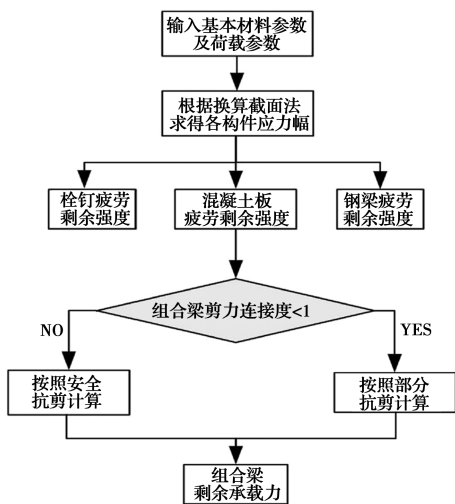 输入基本材料参数
及荷载参数
根据换算截面法
求得各构件应力幅
栓钉疲劳
剩余强度
混凝土板
疲劳剩余强度
钢梁疲劳
剩余强度
组合梁剪力连接度<1
NO
YES
按照安全
抗剪计算
按照部分
抗剪计算
组合梁
剩余承载力